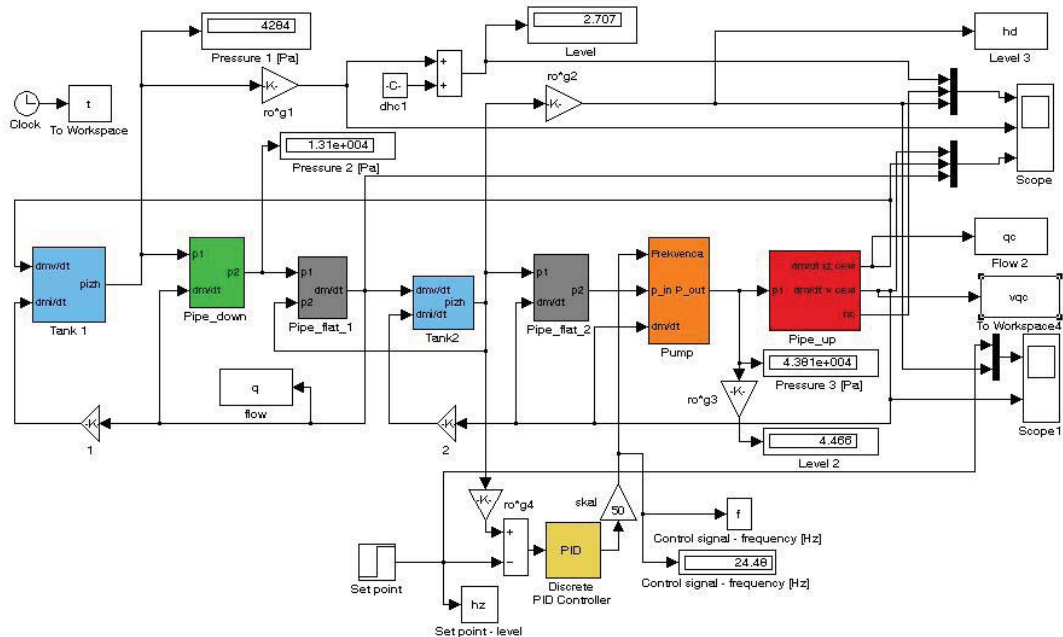 4284
Pressure 1 [Pa]
2.707
Level
hd
Level 3
-K-
ro*g1
+
+
-C-
dhc1
ro*g2
-K-
Clock
t
To Workspace
1.31e+004
Pressure 2 [Pa]
Scope
dmv/dt
dmi/dt
pizh
Tank 1
p1
dm/dt
p2
Pipe_down
p1
p2
dm/dt
Pipe_flat_1
dmv/dt
dmi/dt
pizh
Tank2
p1
dm/dt
p2
Pipe_flat_2
Frekvenca
p_in P_out
dm/dt
Pump
p1
dm/dt iz cevi
dm/dt v cevi
hc
Pipe_up
qc
Flow 2
vqc
To Workspace4
4.381e+004
Pressure 3 [Pa]
q
flow
-K-
1
-K-
2
ro*g3
-K-
4.466
Level 2
Scope1
-K-
ro*g4
skal
50
+
−
PID
Discrete
PID Controller
f
Control signal - frequency [Hz]
24.48
Control signal - frequency [Hz]
Set point
hz
Set point - level